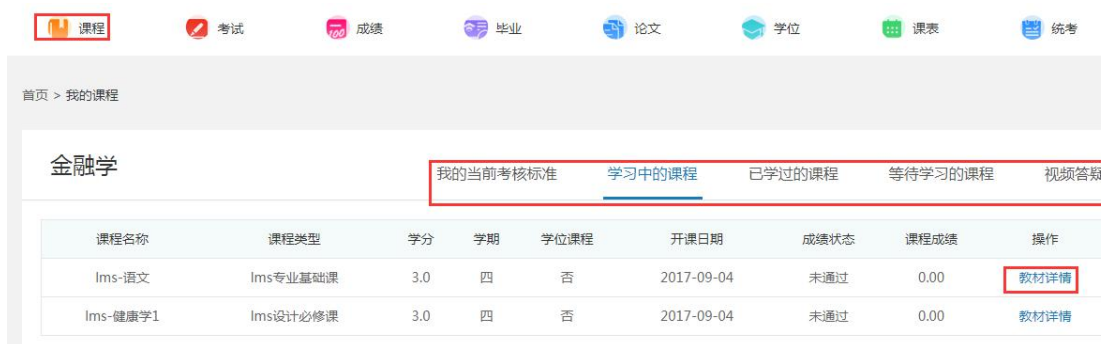 课程 考试 100 成绩 毕业 论文 学位 课表 统考
首页 > 我的课程
金融学 我的当前考核标准 学习中的课程 已学过的课程 等待学习的课程 视频答疑
课程名称 课程类型 学分 学期 学位课程 开课日期 成绩状态 课程成绩 操作
lms-语文 lms专业基础课 3.0 四 否 2017-09-04 未通过 0.00 教材详情
lms-健康学1 lms设计必修课 3.0 四 否 2017-09-04 未通过 0.00 教材详情